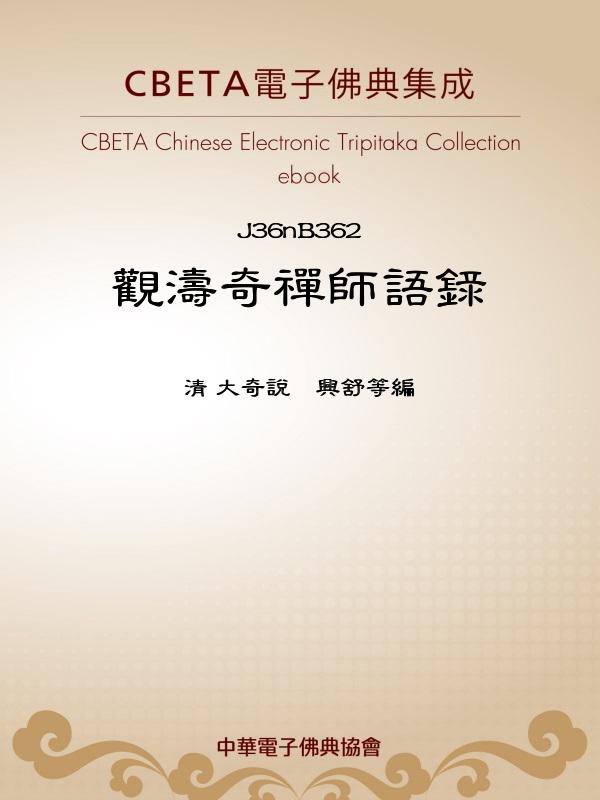 CBETA電子佛典集成
CBETA Chinese Electronic Tripitaka Collection
ebook
J36nB362
觀濤奇禪師語錄
清 大奇說　興舒等編
中華電子佛典協會